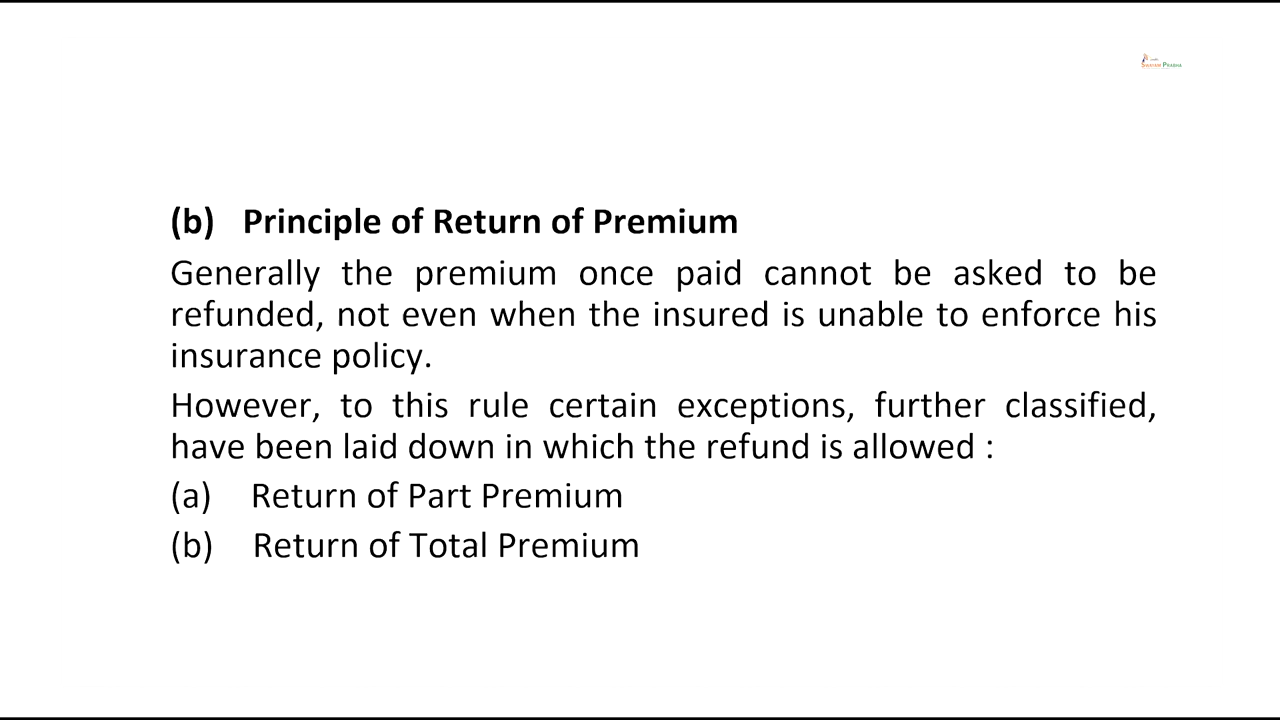 SWAYAM PRABHA
(b) Principle of Return of Premium
Generally the premium once paid cannot be asked to be
refunded, not even when the insured is unable to enforce his
insurance policy.
However, to this rule certain exceptions, further classified,
have been laid down in which the refund is allowed :
(a) Return of Part Premium
(b) Return of Total Premium